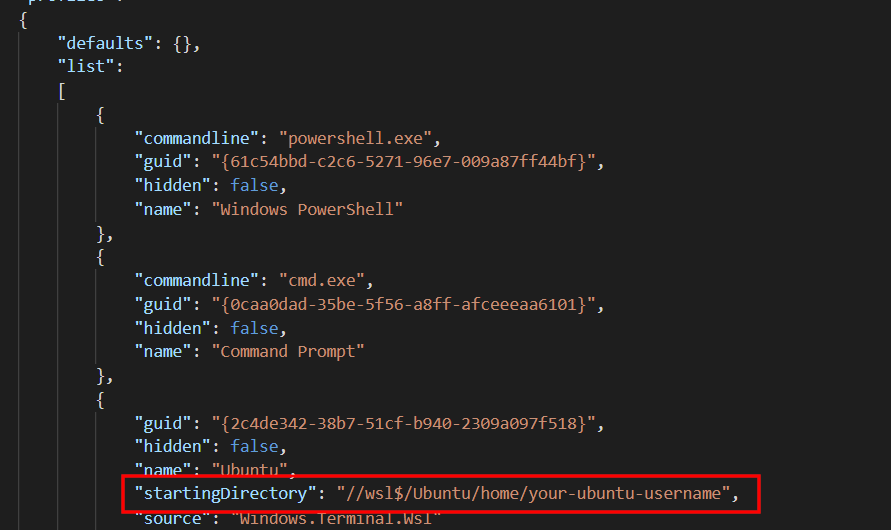 {
"defaults": {},
"list":
[
{
"commandline": "powershell.exe",
"guid": "{61c54bbd-c2c6-5271-96e7-009a87ff44bf}",
"hidden": false,
"name": "Windows PowerShell"
},
{
"commandline": "cmd.exe",
"guid": "{0caa0dad-35be-5f56-a8ff-afceeeaa6101}",
"hidden": false,
"name": "Command Prompt"
},
{
"guid": "{2c4de342-38b7-51cf-b940-2309a097f518}",
"hidden": false,
"name": "Ubuntu",
"startingDirectory": "//wsl$/Ubuntu/home/your-ubuntu-username",
"source": "Windows.Terminal.Wsl"